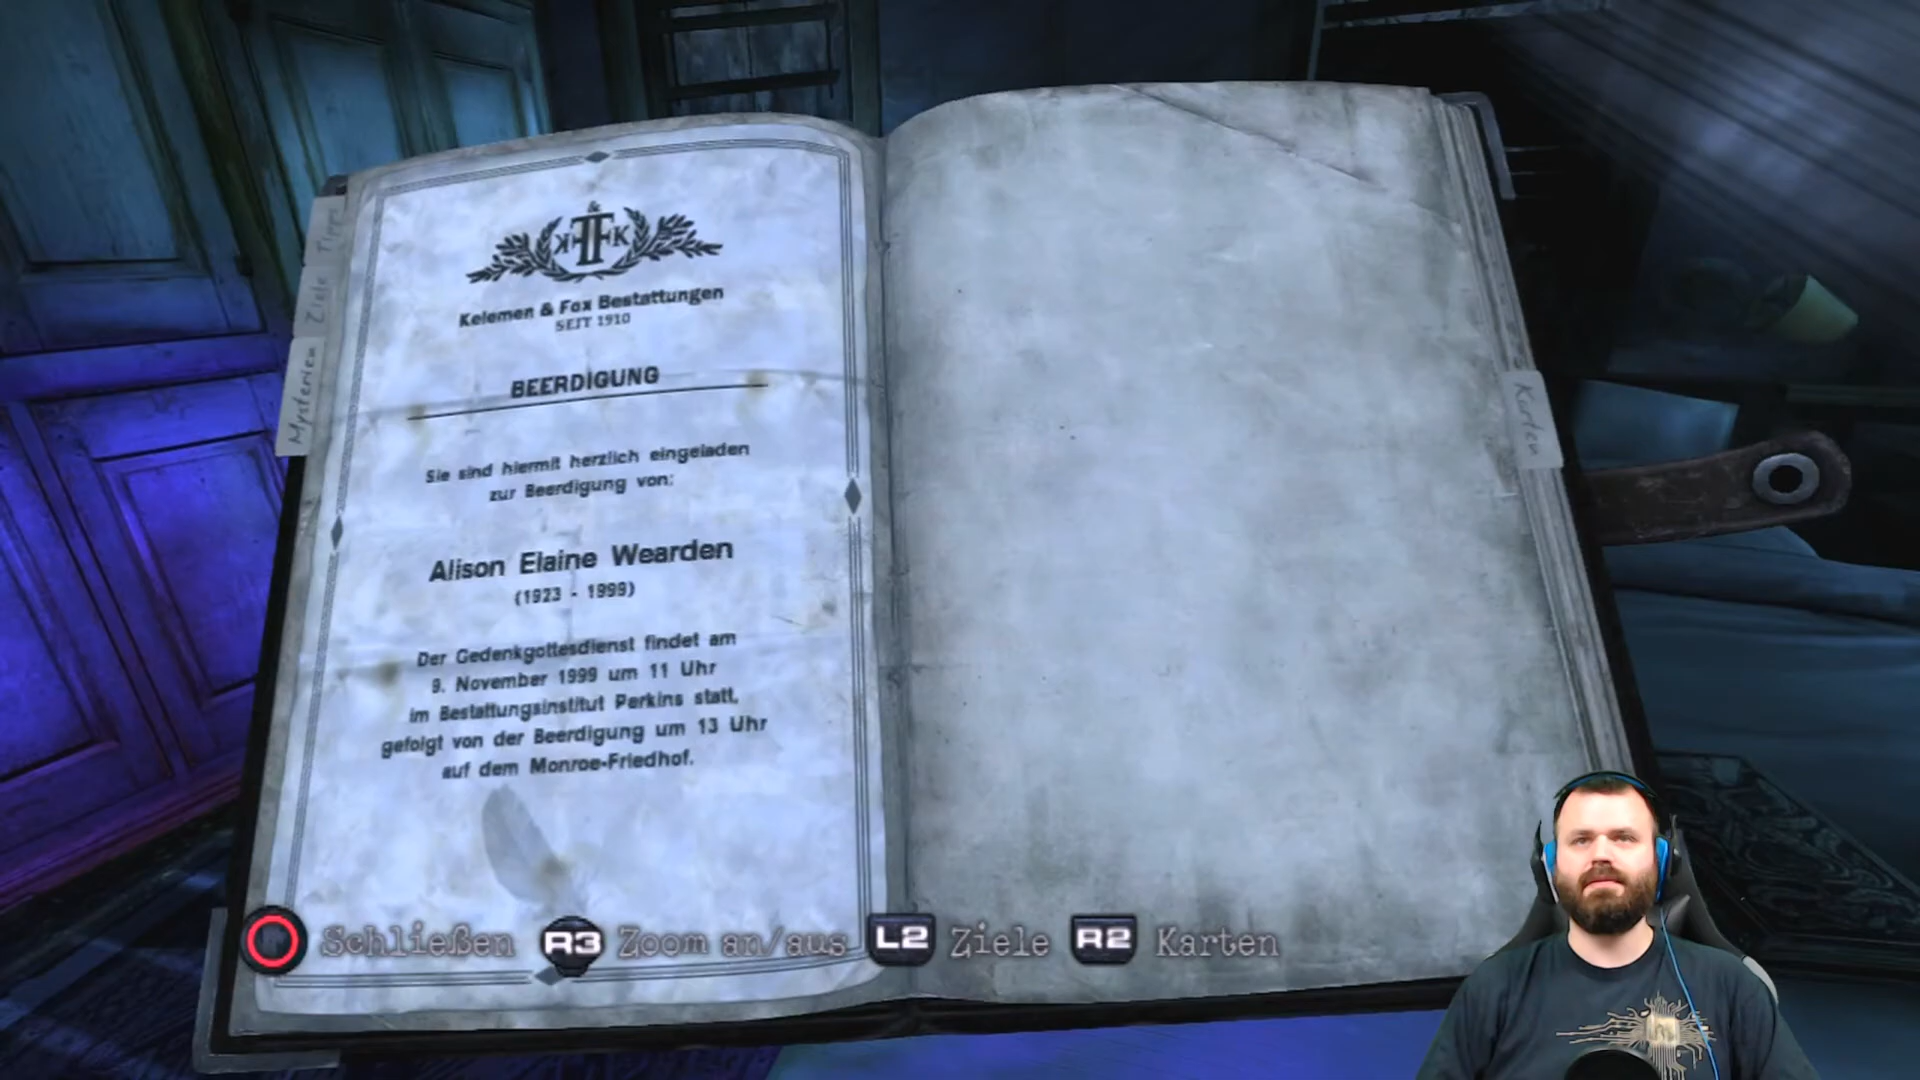 &
K F K
Kelemen & Fox Bestattungen
SEIT 1910
BEERDIGUNG
Sie sind hiermit herzlich eingeladen
zur Beerdigung von:
Alison Elaine Wearden
(1923 - 1999)
Der Gedenkgottesdienst findet am
9. November 1999 um 11 Uhr
im Bestattungsinstitut Perkins statt,
gefolgt von der Beerdigung um 13 Uhr
auf dem Monroe-Friedhof.
Tipps
Ziele
Mysterien
Karten
Schließen
R3 Zoom an/aus
L2 Ziele
R2 Karten